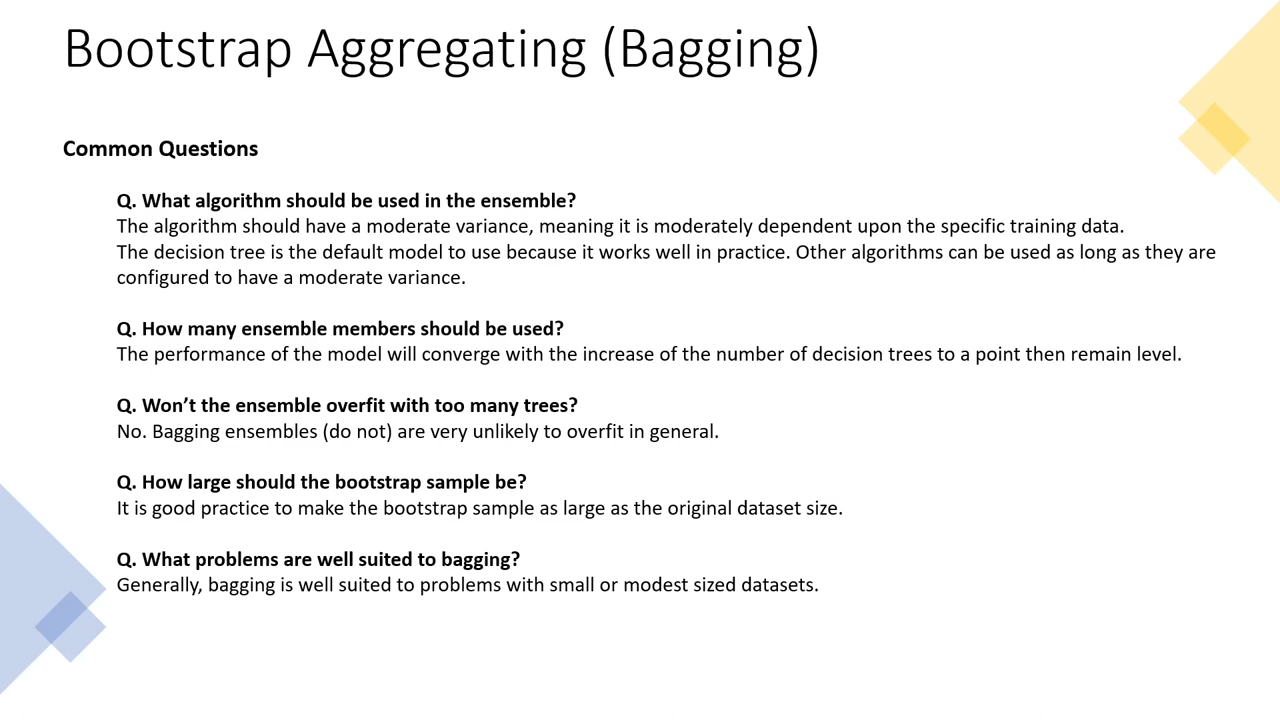 Bootstrap Aggregating (Bagging)
Common Questions
Q. What algorithm should be used in the ensemble?
The algorithm should have a moderate variance, meaning it is moderately dependent upon the specific training data.
The decision tree is the default model to use because it works well in practice. Other algorithms can be used as long as they are
configured to have a moderate variance.
Q. How many ensemble members should be used?
The performance of the model will converge with the increase of the number of decision trees to a point then remain level.
Q. Won’t the ensemble overfit with too many trees?
No. Bagging ensembles (do not) are very unlikely to overfit in general.
Q. How large should the bootstrap sample be?
It is good practice to make the bootstrap sample as large as the original dataset size.
Q. What problems are well suited to bagging?
Generally, bagging is well suited to problems with small or modest sized datasets.